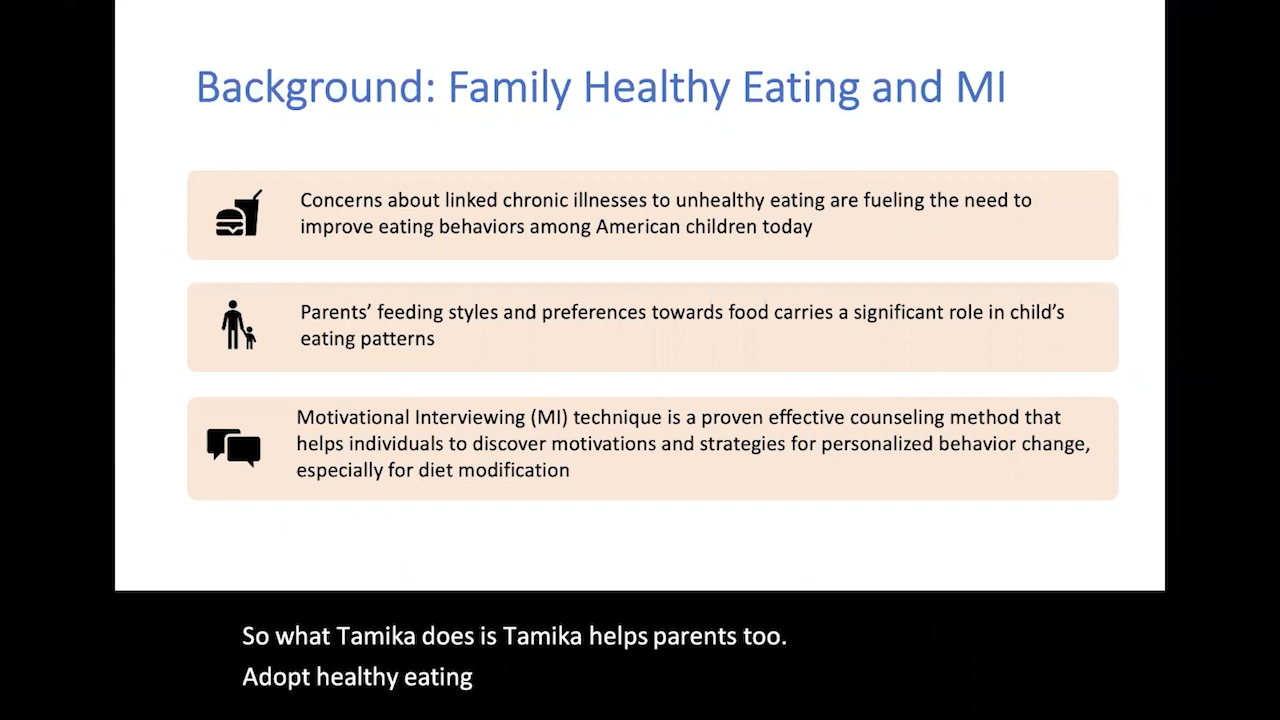 Background: Family Healthy Eating and MI
Concerns about linked chronic illnesses to unhealthy eating are fueling the need to
improve eating behaviors among American children today
Parents’ feeding styles and preferences towards food carries a significant role in child’s
eating patterns
Motivational Interviewing (MI) technique is a proven effective counseling method that
helps individuals to discover motivations and strategies for personalized behavior change,
especially for diet modification
So what Tamika does is Tamika helps parents too.
Adopt healthy eating